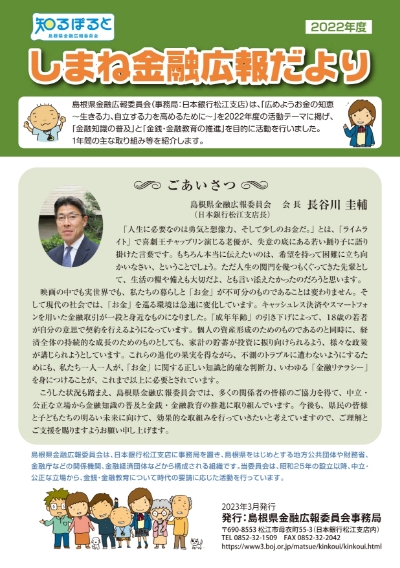 知るぽると
島根県金融広報委員会
2022年度
しまね金融広報だより
島根県金融広報委員会（事務局：日本銀行松江支店）は、「広めようお金の知恵
～生きる力、自立する力を高めるために～」を2022年度の活動テーマに掲げ、
「金融知識の普及」と「金銭・金融教育の推進」を目的に活動を行いました。
1年間の主な取り組み等を紹介します。
ごあいさつ
島根県金融広報委員会　会 長　長谷川 圭輔
（日本銀行松江支店長）
「人生に必要なのは勇気と想像力、そして少しのお金だ。」とは、『ライムラ
イト』で喜劇王チャップリン演じる老優が、失意の底にある若い踊り子に語り
掛けた言葉です。もちろん本当に伝えたいのは、希望を持って困難に立ち向
かいなさい、ということでしょう。ただ人生の関門を幾つもくぐってきた先輩とし
て、生活の糧や備えも大切だよ、とも言い添えたかったのだろうと思います。
映画の中でも実世界でも、私たちの暮らしと「お金」が不可分のものであることは変わりません。そ
して現代の社会では、「お金」を巡る環境は急速に変化しています。キャッシュレス決済やスマートフォ
ンを用いた金融取引が一段と身近なものになりました。「成年年齢」の引き下げによって、18歳の若者
が自分の意思で契約を行えるようになっています。個人の資産形成のためのものであるのと同時に、経
済全体の持続的な成長のためのものとしても、家計の貯蓄が投資に振り向けられるよう、様々な政策
が講じられようとしています。これらの進化の果実を得ながら、不測のトラブルに遭わないようにするた
めにも、私たち一人一人が、「お金」に関する正しい知識と的確な判断力、いわゆる「金融リテラシー」
を身につけることが、これまで以上に必要とされています。
こうした状況も踏まえ、島根県金融広報委員会では、多くの関係者の皆様のご協力を得て、中立・
公正な立場から金融知識の普及と金銭・金融教育の推進に取り組んでいます。今後も、県民の皆様
と子どもたちの明るい未来に向けて、効果的な取組みを行っていきたいと考えていますので、ご理解と
ご支援を賜りますようお願い申し上げます。
島根県金融広報委員会は、日本銀行松江支店に事務局を置き、島根県をはじめとする地方公共団体や財務省、
金融庁などの関係機関、金融経済団体などから構成される組織です。当委員会は、昭和25年の設立以降、中立・
公正な立場から、金銭・金融教育について時代の要請に応じた活動を行っています。
2023年3月発行
発行：島根県金融広報委員会事務局
〒690-8553 松江市母衣町55-3（日本銀行松江支店内）
TEL 0852-32-1509　FAX 0852-32-2042
https://www3.boj.or.jp/matsue/kinkoui/kinkoui.html